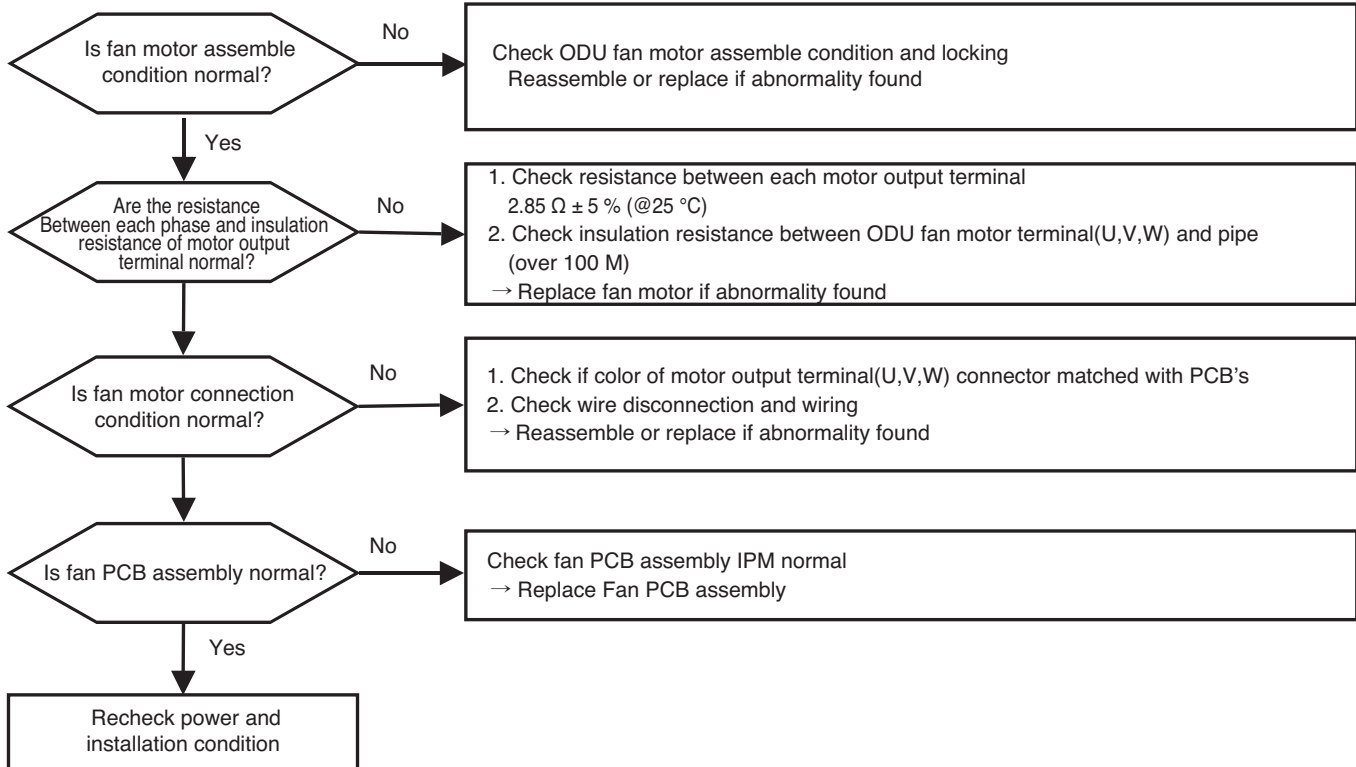 Is fan motor assemble
condition normal?
No
Check ODU fan motor assemble condition and locking
Reassemble or replace if abnormality found
Yes
Are the resistance
Between each phase and insulation
resistance of motor output
terminal normal?
No
1. Check resistance between each motor output terminal
2.85 Ω ± 5 % (@25 °C)
2. Check insulation resistance between ODU fan motor terminal(U,V,W) and pipe
(over 100 M)
→ Replace fan motor if abnormality found
Is fan motor connection
condition normal?
No
1. Check if color of motor output terminal(U,V,W) connector matched with PCB's
2. Check wire disconnection and wiring
→ Reassemble or replace if abnormality found
Is fan PCB assembly normal?
No
Check fan PCB assembly IPM normal
→ Replace Fan PCB assembly
Yes
Recheck power and
installation condition